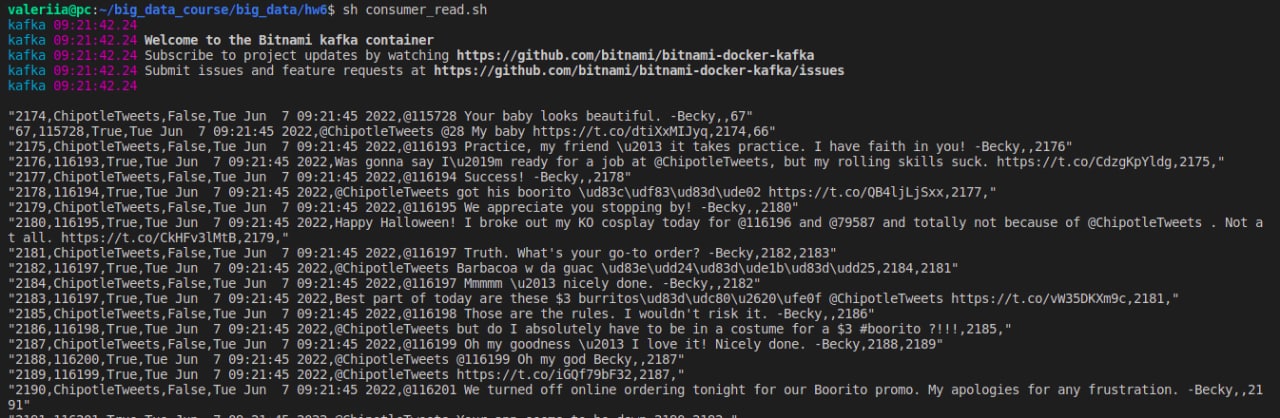 valeriia@pc:~/big_data_course/big_data/hw6$ sh consumer_read.sh
kafka 09:21:42.24
kafka 09:21:42.24 Welcome to the Bitnami kafka container
kafka 09:21:42.24 Subscribe to project updates by watching https://github.com/bitnami/bitnami-docker-kafka
kafka 09:21:42.24 Submit issues and feature requests at https://github.com/bitnami/bitnami-docker-kafka/issues
kafka 09:21:42.24
"2174,ChipotleTweets,False,Tue Jun  7 09:21:45 2022,@115728 Your baby looks beautiful. -Becky,,67"
"67,115728,True,Tue Jun  7 09:21:45 2022,@ChipotleTweets @28 My baby https://t.co/dtiXxMIJyq,2174,66"
"2175,ChipotleTweets,False,Tue Jun  7 09:21:45 2022,@116193 Practice, my friend \u2013 it takes practice. I have faith in you! -Becky,,2176"
"2176,116193,True,Tue Jun  7 09:21:45 2022,Was gonna say I\u2019m ready for a job at @ChipotleTweets, but my rolling skills suck. https://t.co/CdzgKpYldg,2175,"
"2177,ChipotleTweets,False,Tue Jun  7 09:21:45 2022,@116194 Success! -Becky,,2178"
"2178,116194,True,Tue Jun  7 09:21:45 2022,@ChipotleTweets got his boorito \ud83c\udf83\ud83d\ude02 https://t.co/QB4ljLjSxx,2177,"
"2179,ChipotleTweets,False,Tue Jun  7 09:21:45 2022,@116195 We appreciate you stopping by! -Becky,,2180"
"2180,116195,True,Tue Jun  7 09:21:45 2022,Happy Halloween! I broke out my KO cosplay today for @116196 and @79587 and totally not because of @ChipotleTweets . Not a
t all. https://t.co/CkHFv3lMtB,2179,"
"2181,ChipotleTweets,False,Tue Jun  7 09:21:45 2022,@116197 Truth. What's your go-to order? -Becky,2182,2183"
"2182,116197,True,Tue Jun  7 09:21:45 2022,@ChipotleTweets Barbacoa w da guac \ud83e\udd24\ud83d\ude1b\ud83d\udd25,2184,2181"
"2184,ChipotleTweets,False,Tue Jun  7 09:21:45 2022,@116197 Mmmmm \u2013 nicely done. -Becky,,2182"
"2183,116197,True,Tue Jun  7 09:21:45 2022,Best part of today are these $3 burritos\ud83d\udc80\u2620\ufe0f @ChipotleTweets https://t.co/vW35DKXm9c,2181,"
"2185,ChipotleTweets,False,Tue Jun  7 09:21:45 2022,@116198 Those are the rules. I wouldn't risk it. -Becky,,2186"
"2186,116198,True,Tue Jun  7 09:21:45 2022,@ChipotleTweets but do I absolutely have to be in a costume for a $3 #boorito ?!!!,2185,"
"2187,ChipotleTweets,False,Tue Jun  7 09:21:45 2022,@116199 Oh my goodness \u2013 I love it! Nicely done. -Becky,2188,2189"
"2188,116200,True,Tue Jun  7 09:21:45 2022,@ChipotleTweets @116199 Oh my god Becky,,2187"
"2189,116199,True,Tue Jun  7 09:21:45 2022,@ChipotleTweets https://t.co/iGQf79bF32,2187,"
"2190,ChipotleTweets,False,Tue Jun  7 09:21:45 2022,@116201 We turned off online ordering tonight for our Boorito promo. My apologies for any frustration. -Becky,,21
91"